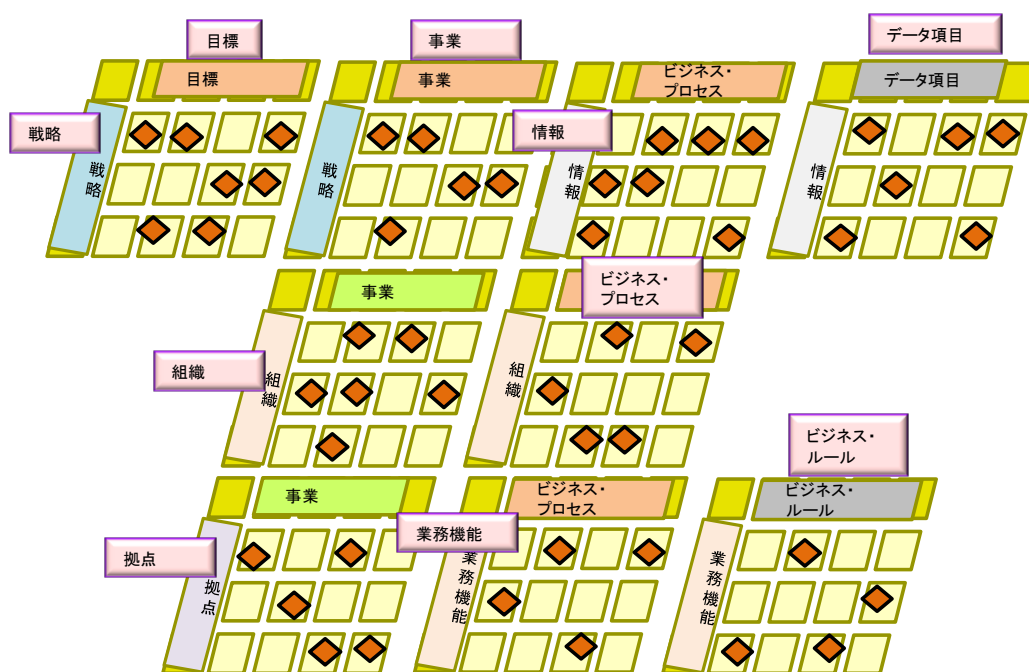 目標
事業
データ項目
目標
事業
ビジネス・
プロセス
データ項目
戦略
情報
戦略
戦略
情報
情報
事業
ビジネス・
プロセス
組織
組織
組織
ビジネス・
ルール
事業
ビジネス・
プロセス
ビジネス・
ルール
拠点
業務機能
拠点
業務機能
業務機能